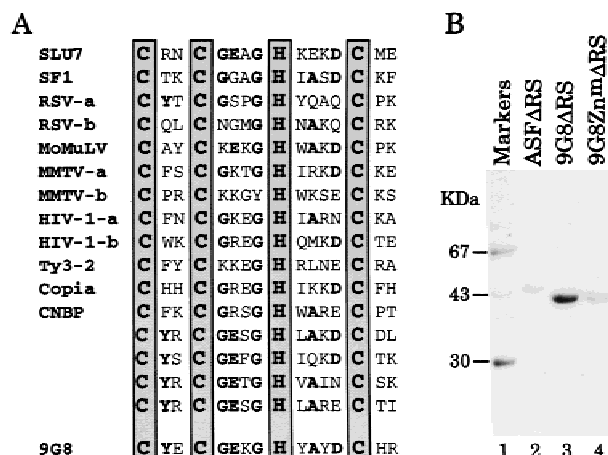 A
SLU7 C RN C GEAG H KEKD C ME
SF1 C TK C GGAG H IASD C KF
RSV-a C YT C GSPG H YQAQ C PK
RSV-b C QL C NGMG H NAKQ C RK
MoMuLV C AY C KEKG H WAKD C PK
MMTV-a C FS C GKTG H IRKD C KE
MMTV-b C PR C KKGY H WKSE C KS
HIV-1-a C FN C GKEG H IARN C KA
HIV-1-b C WK C GREG H QMKD C TE
Ty3-2 C FY C KKEG H RLNE C RA
Copia C HH C GREG H IKKD C FH
CNBP C FK C GRSG H WARE C PT
C YR C GESG H LAKD C DL
C YS C GEFG H IQKD C TK
C YR C GETG H VAIN C SK
C YR C GESG H LARE C TI
9G8 C YE C GEKG H YAYD C HR
B
Markers
ASFΔRS
9G8ΔRS
9G8ZnmΔRS
KDa
67
43
30
1 2 3 4